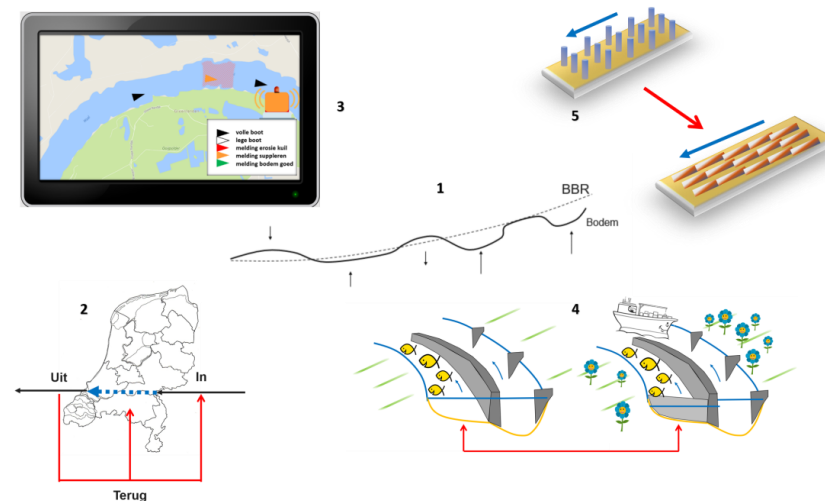 3
volle boot
lege boot
melding erosie kuil
melding suppleren
melding bodem goed
5
1
BBR
Bodem
2
Uit
In
Terug
4